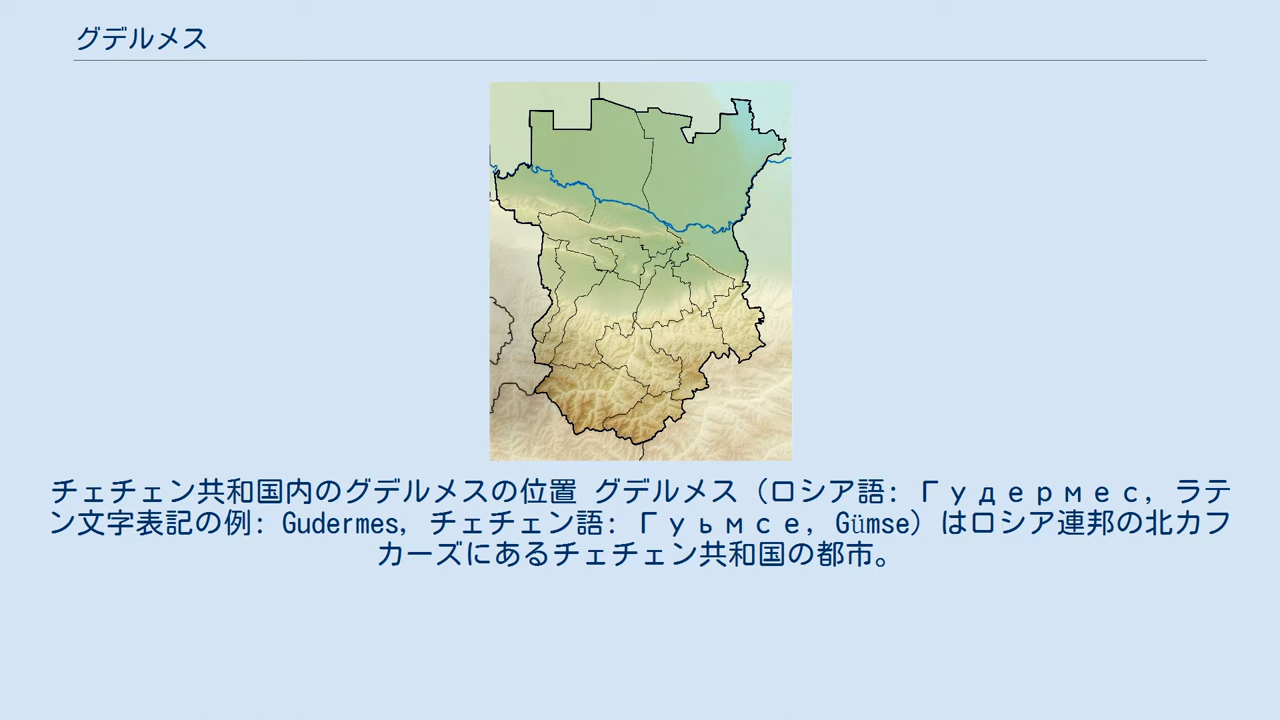 グデルメス
チェチェン共和国内のグデルメスの位置 グデルメス（ロシア語: Гудермес, ラテ
ン文字表記の例: Gudermes, チェチェン語: Гуьмсе, Gümse）はロシア連邦の北カフ
カーズにあるチェチェン共和国の都市。